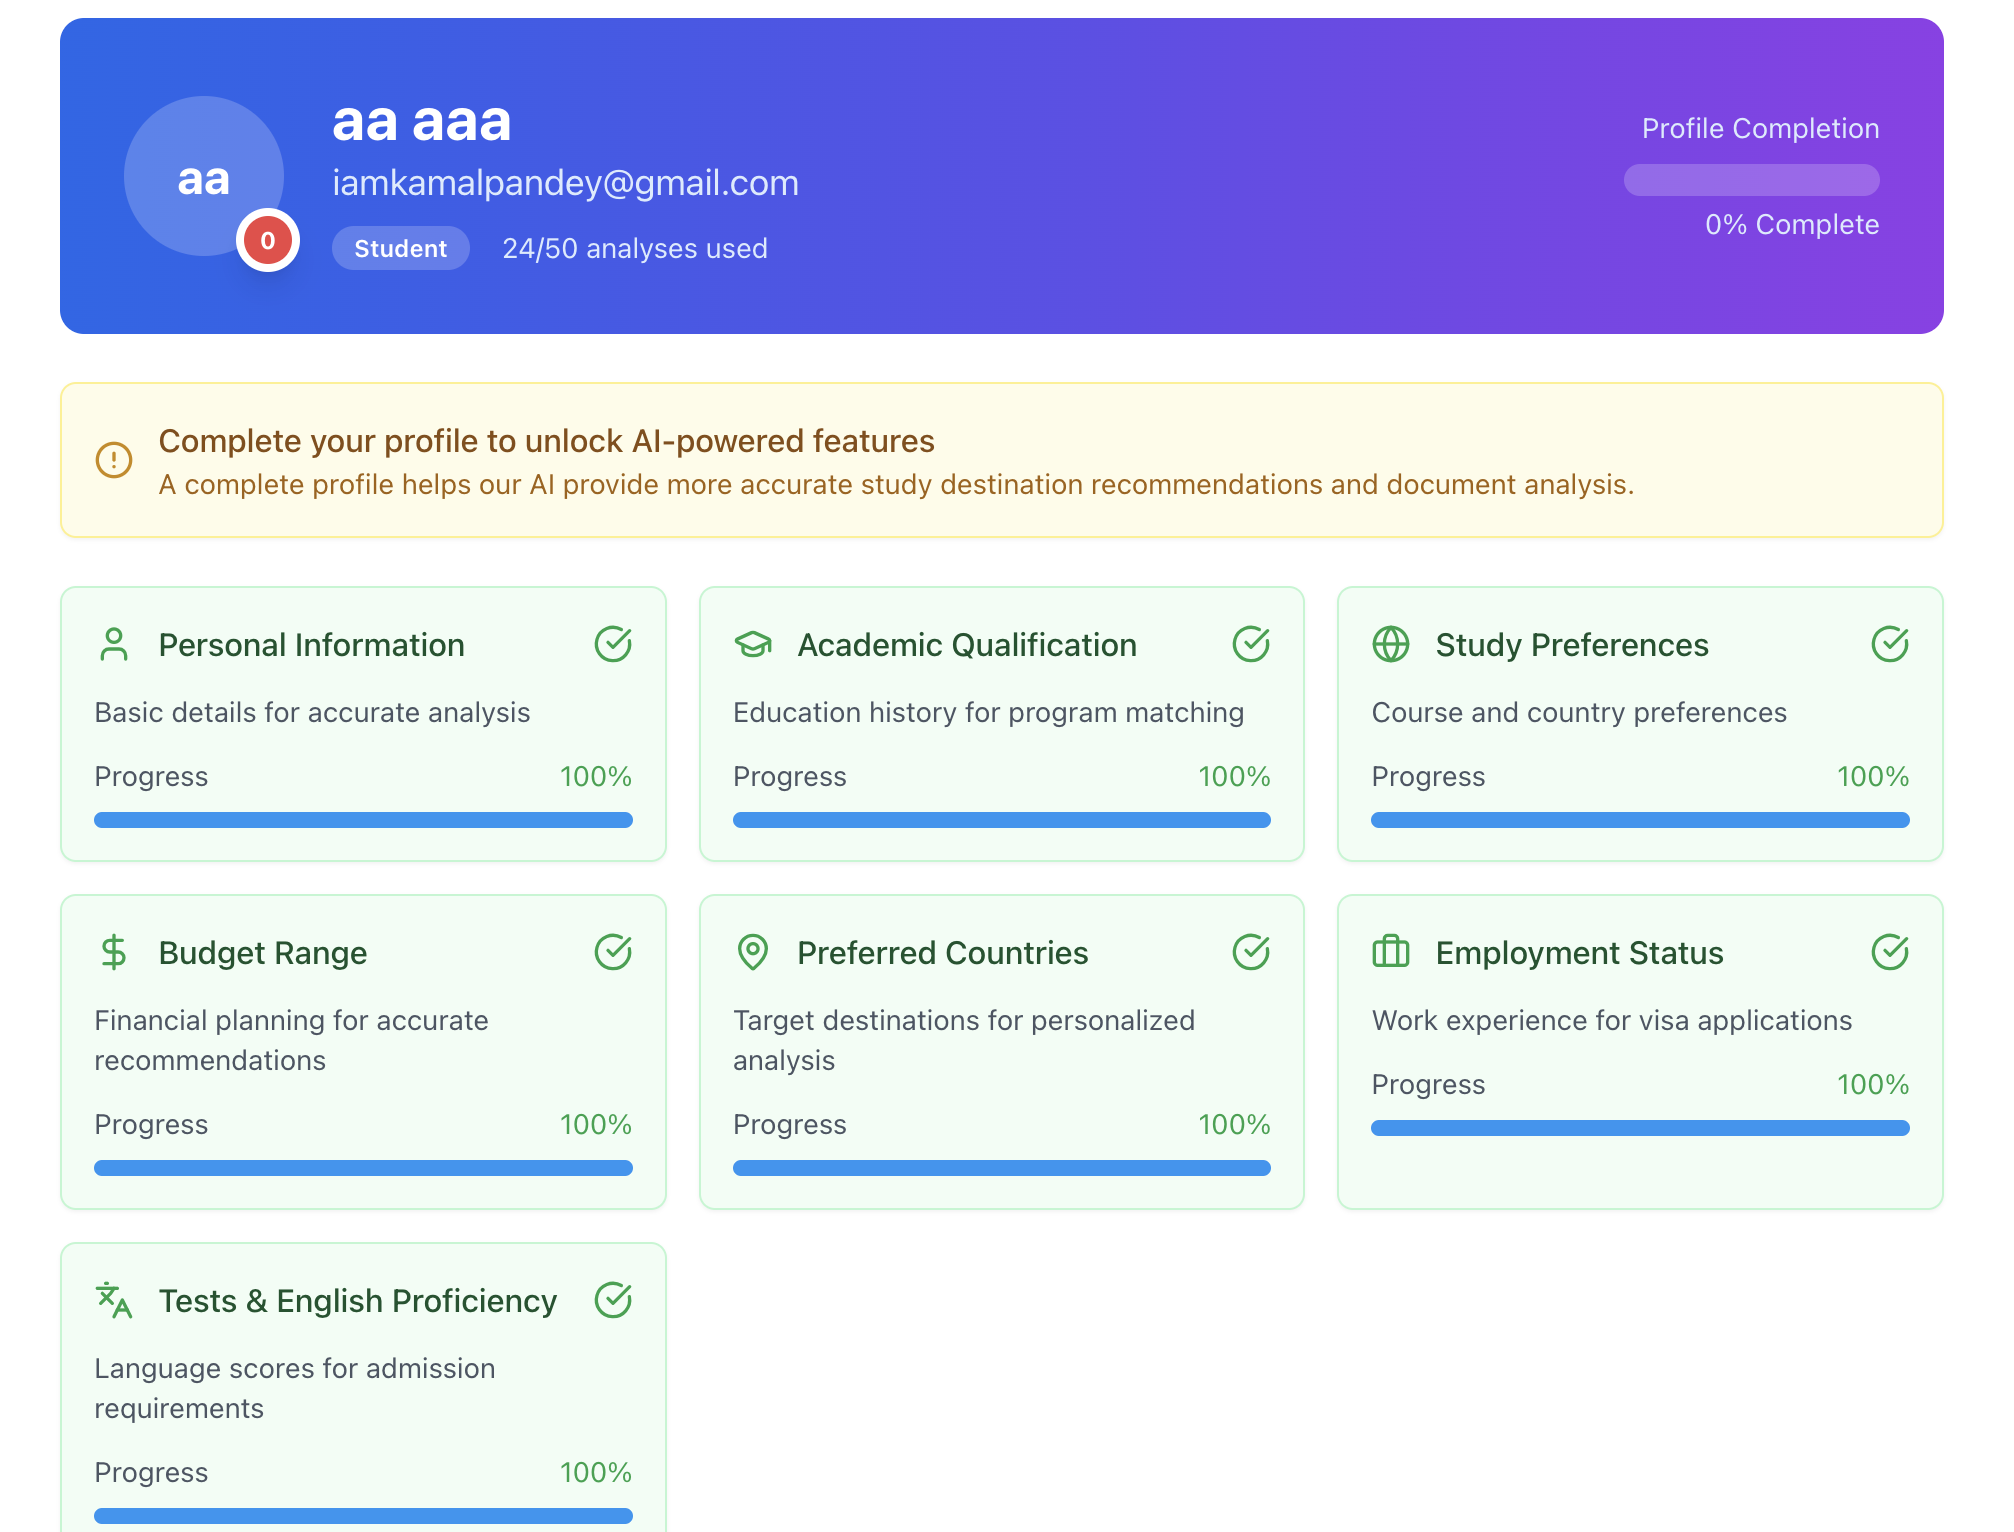 aa
0
aa aaa
iamkamalpandey@gmail.com
Student
24/50 analyses used
Profile Completion
0% Complete
Complete your profile to unlock AI-powered features
A complete profile helps our AI provide more accurate study destination recommendations and document analysis.
Personal Information
Basic details for accurate analysis
Progress
100%
Academic Qualification
Education history for program matching
Progress
100%
Study Preferences
Course and country preferences
Progress
100%
Budget Range
Financial planning for accurate
recommendations
Progress
100%
Preferred Countries
Target destinations for personalized
analysis
Progress
100%
Employment Status
Work experience for visa applications
Progress
100%
Tests & English Proficiency
Language scores for admission
requirements
Progress
100%